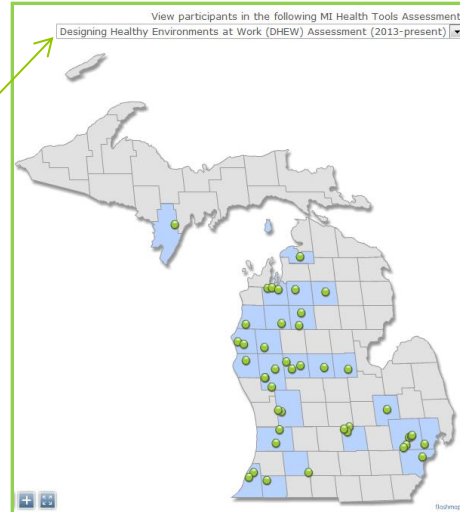 View participants in the following MI Health Tools Assessment
Designing Healthy Environments at Work (DHEW) Assessment (2013-present)